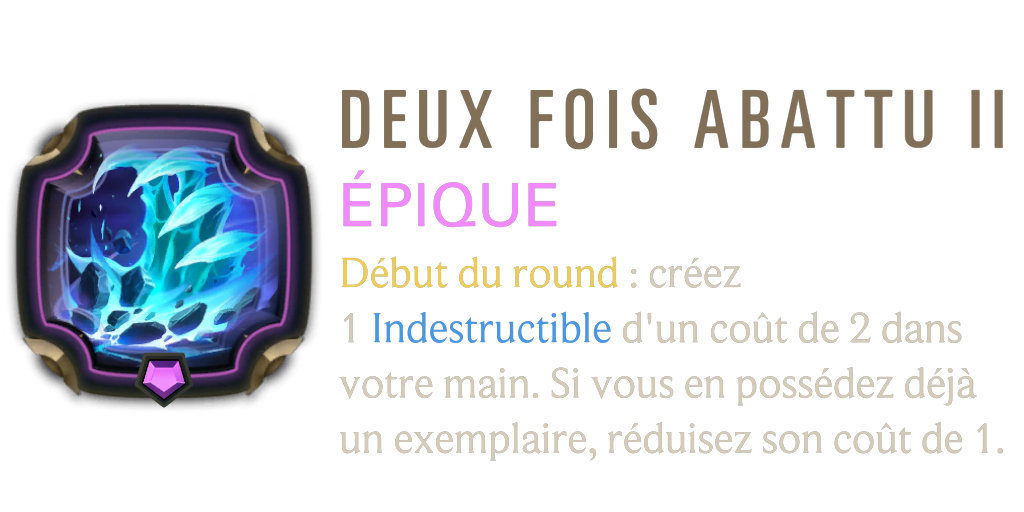 DEUX FOIS ABATTU II
ÉPIQUE
Début du round : créez
1 Indestructible d'un coût de 2 dans
votre main. Si vous en possédez déjà
un exemplaire, réduisez son coût de 1.